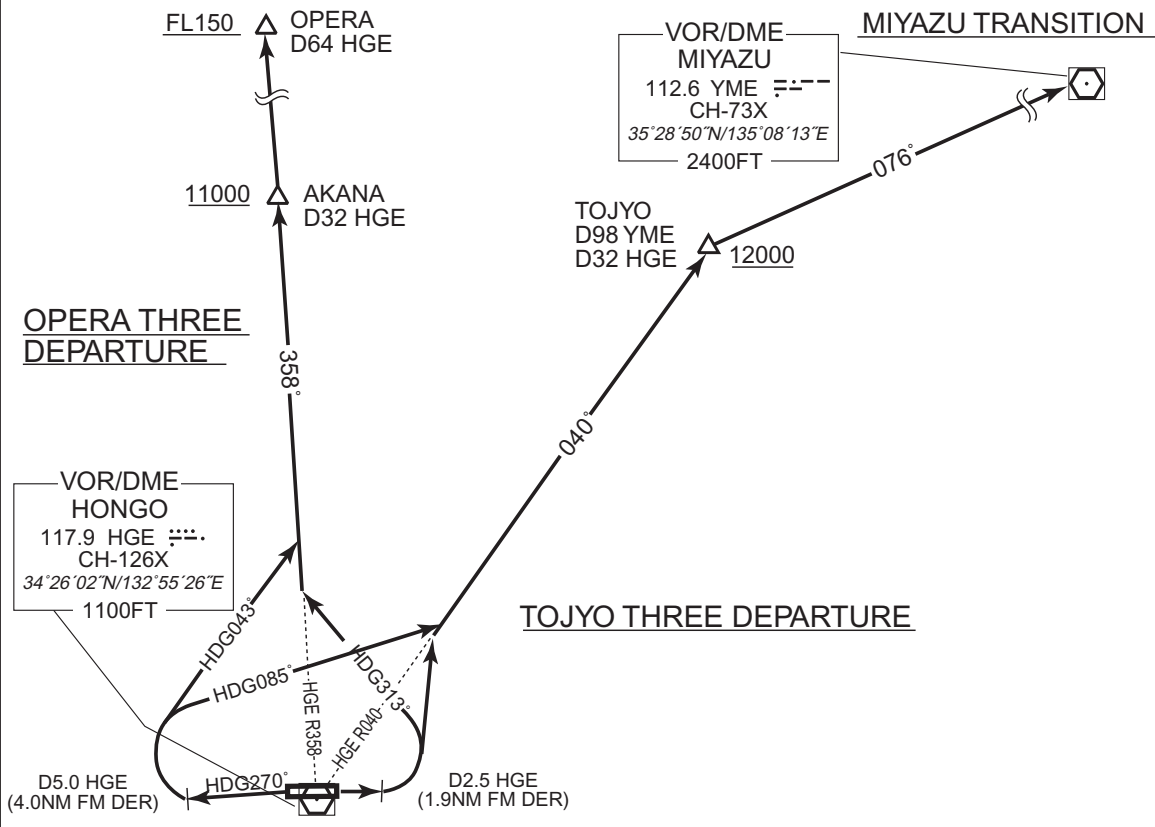 FL150
OPERA
D64 HGE
MIYAZU TRANSITION
VOR/DME
MIYAZU
112.6 YME
CH-73X
35°28´50˝N/135°08´13˝E
2400FT
076°
11000
AKANA
D32 HGE
TOJYO
D98 YME
D32 HGE
12000
OPERA THREE
DEPARTURE
358°
040°
VOR/DME
HONGO
117.9 HGE
CH-126X
34°26´02˝N/132°55´26˝E
1100FT
TOJYO THREE DEPARTURE
HDG043°
HDG085°
HDG313°
HGE R358
HGE R040
D5.0 HGE
(4.0NM FM DER)
HDG270°
D2.5 HGE
(1.9NM FM DER)